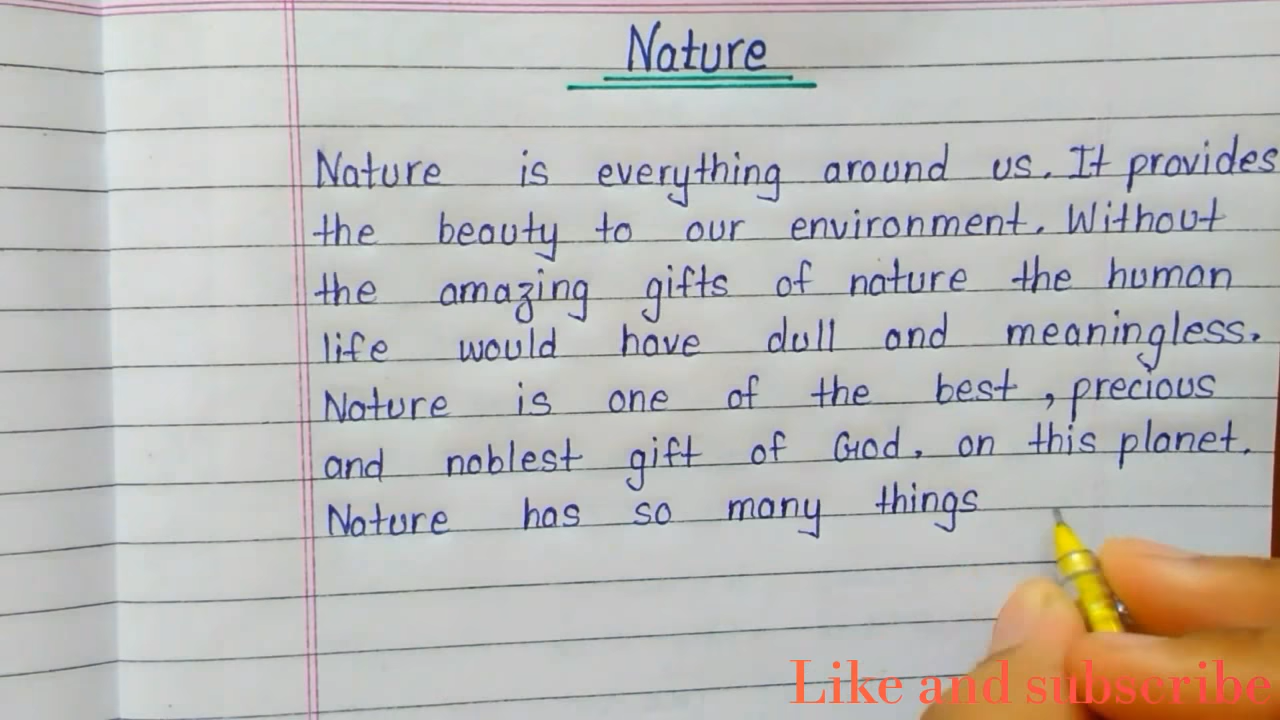 Nature
Nature is everything around us. It provides
the beauty to our environment. Without
the amazing gifts of nature the human
life would have dull and meaningless.
Nature is one of the best, precious
and noblest gift of God. on this planet.
Nature has so many things
Like and subscribe